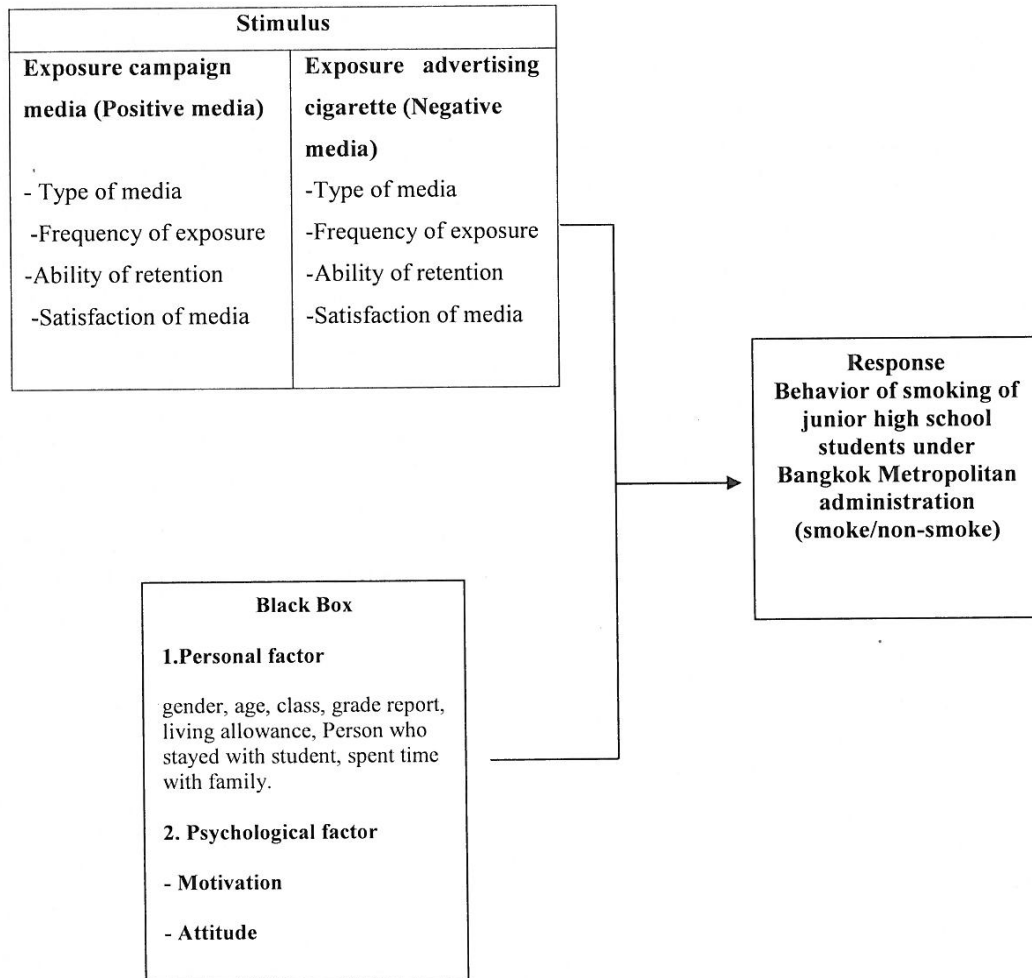 Stimulus
Exposure campaign
media (Positive media)
- Type of media
-Frequency of exposure
-Ability of retention
-Satisfaction of media
Exposure advertising
cigarette (Negative
media)
-Type of media
-Frequency of exposure
-Ability of retention
-Satisfaction of media
Response
Behavior of smoking of
junior high school
students under
Bangkok Metropolitan
administration
(smoke/non-smoke)
Black Box
1.Personal factor
gender, age, class, grade report,
living allowance, Person who
stayed with student, spent time
with family.
2. Psychological factor
- Motivation
- Attitude